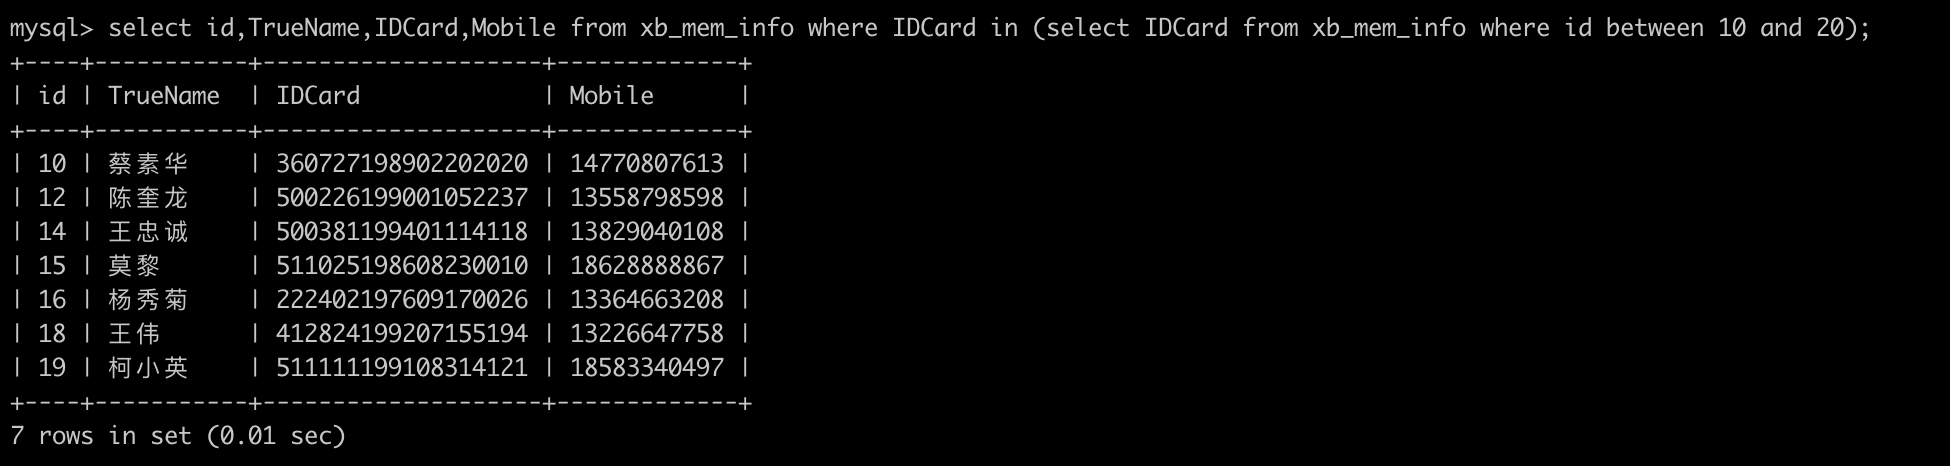 mysql> select id,TrueName,IDCard,Mobile from xb_mem_info where IDCard in (select IDCard from xb_mem_info where id between 10 and 20);
+----+-----------+--------------------+-------------+
| id | TrueName | IDCard | Mobile |
+----+-----------+--------------------+-------------+
| 10 | 蔡素华 | 360727198902202020 | 14770807613 |
| 12 | 陈奎龙 | 500226199001052237 | 13558798598 |
| 14 | 王忠诚 | 500381199401114118 | 13829040108 |
| 15 | 莫黎 | 511025198608230010 | 18628888867 |
| 16 | 杨秀菊 | 222402197609170026 | 13364663208 |
| 18 | 王伟 | 412824199207155194 | 13226647758 |
| 19 | 柯小英 | 511111199108314121 | 18583340497 |
+----+-----------+--------------------+-------------+
7 rows in set (0.01 sec)